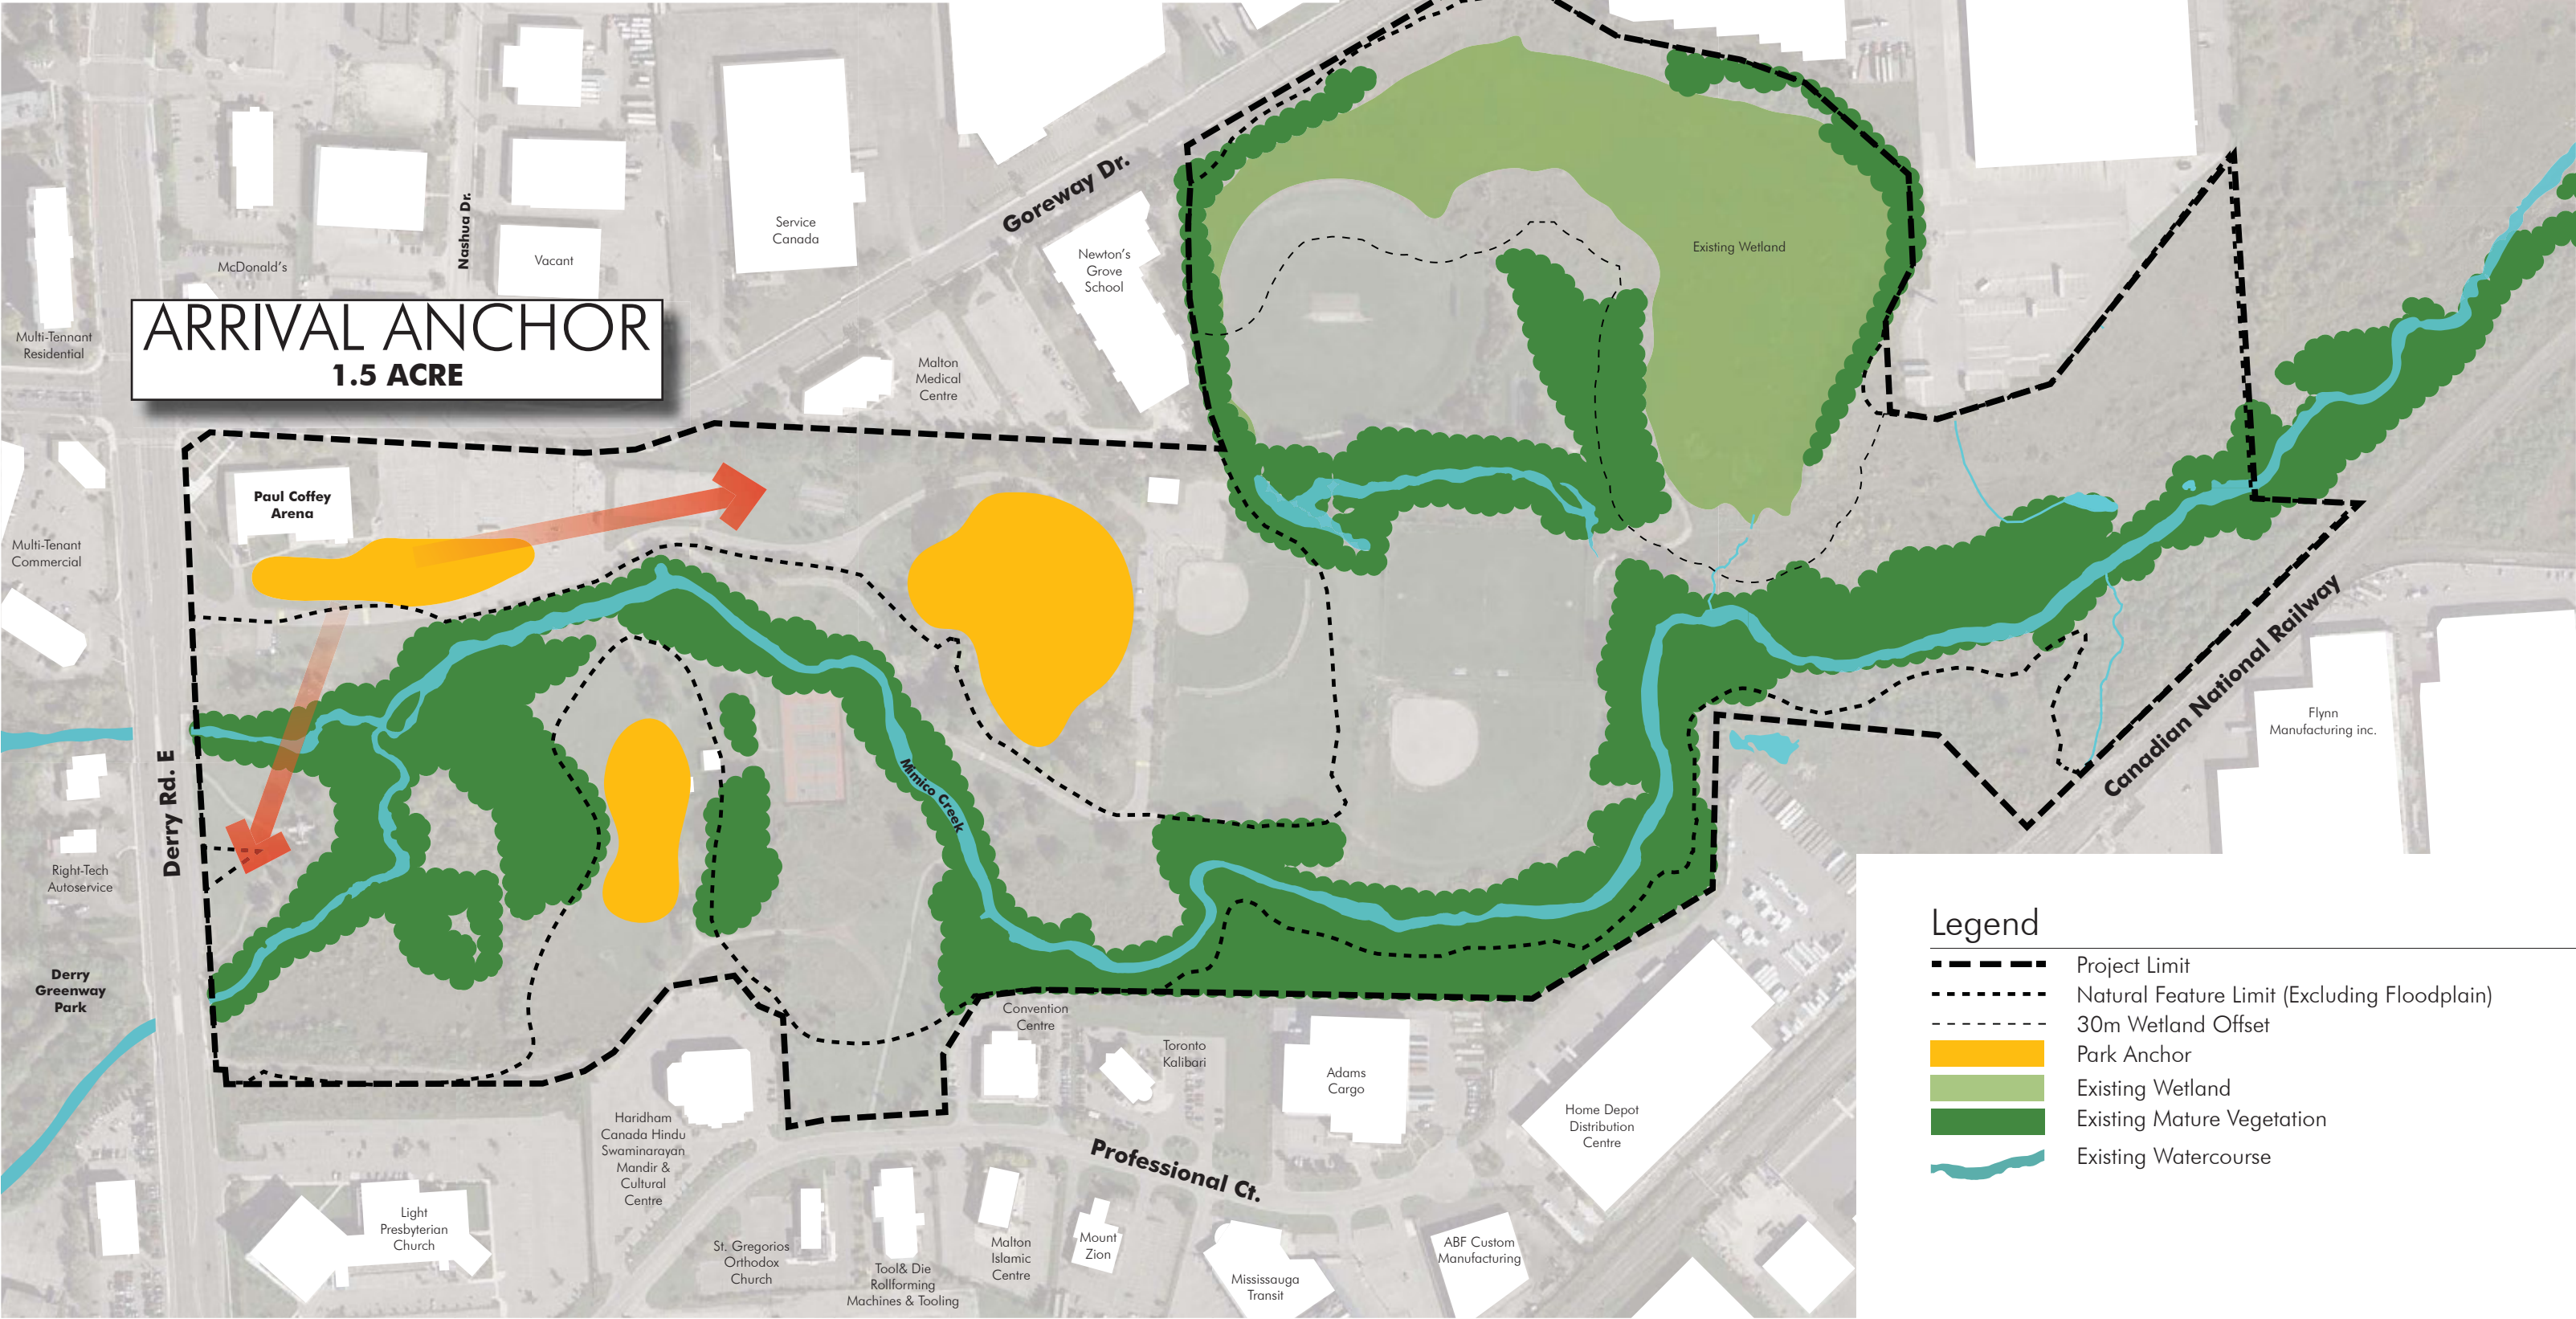 ARRIVAL ANCHOR
1.5 ACRE
McDonald's
Nashua Dr.
Vacant
Service
Canada
Goreway Dr.
Newton's
Grove
School
Existing Wetland
Multi-Tennant
Residential
Malton
Medical
Centre
Paul Coffey
Arena
Multi-Tenant
Commercial
Derry Rd. E
Mimico Creek
Canadian National Railway
Flynn
Manufacturing inc.
Right-Tech
Autoservice
Derry
Greenway
Park
Convention
Centre
Toronto
Kalibari
Adams
Cargo
Home Depot
Distribution
Centre
Haridham
Canada Hindu
Swaminarayan
Mandir &
Cultural
Centre
Professional Ct.
Light
Presbyterian
Church
St. Gregorios
Orthodox
Church
Tool& Die
Rollforming
Machines & Tooling
Malton
Islamic
Centre
Mount
Zion
Mississauga
Transit
ABF Custom
Manufacturing
Legend
Project Limit
Natural Feature Limit (Excluding Floodplain)
30m Wetland Offset
Park Anchor
Existing Wetland
Existing Mature Vegetation
Existing Watercourse